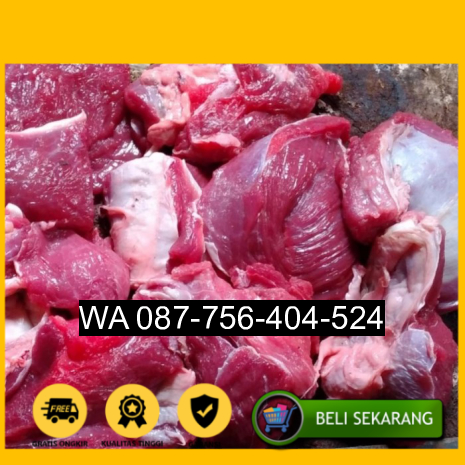 WA 087-756-404-524
FREE
GRATIS ONGKIR
KUALITAS TINGGI
BELI SEKARANG